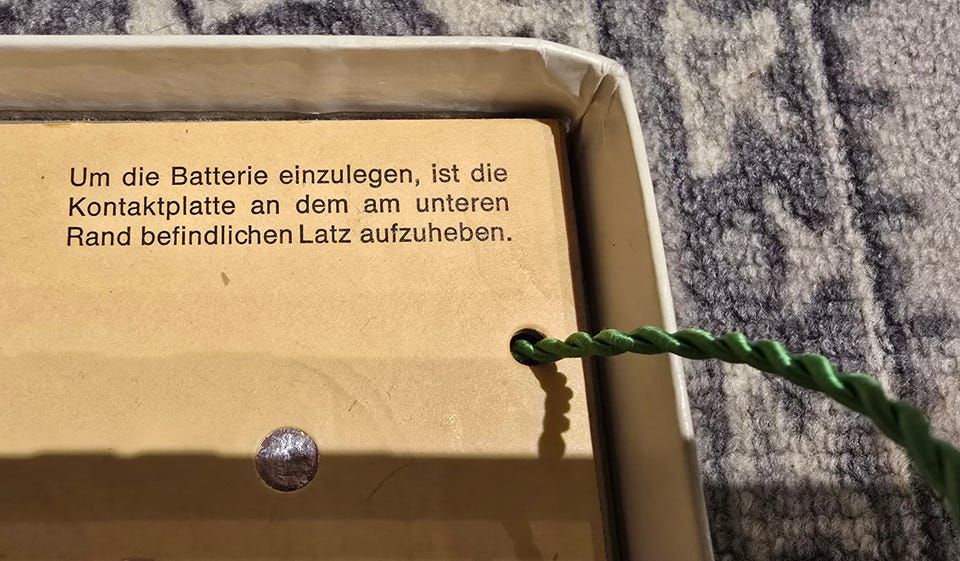 Um die Batterie einzulegen, ist die
Kontaktplatte an dem am unteren
Rand befindlichen Latz aufzuheben.